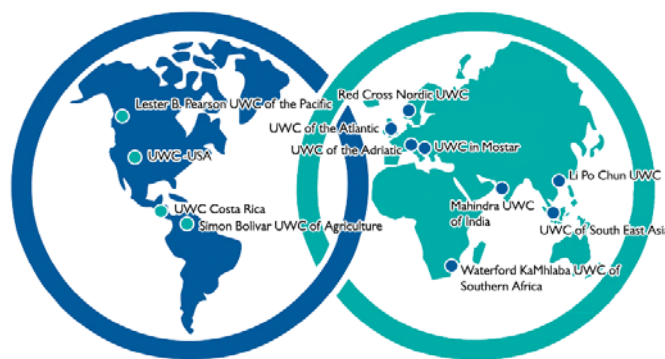 Lester B. Pearson UWC of the Pacific
UWC -USA
UWC Costa Rica
Simon Bolivar UWC of Agriculture
Red Cross Nordic UWC
UWC of the Atlantic
UWC of the Adriatic
UWC in Mostar
Li Po Chun UWC
Mahindra UWC
of India
UWC of South East Asia
Waterford KaMhlaba UWC of
Southern Africa